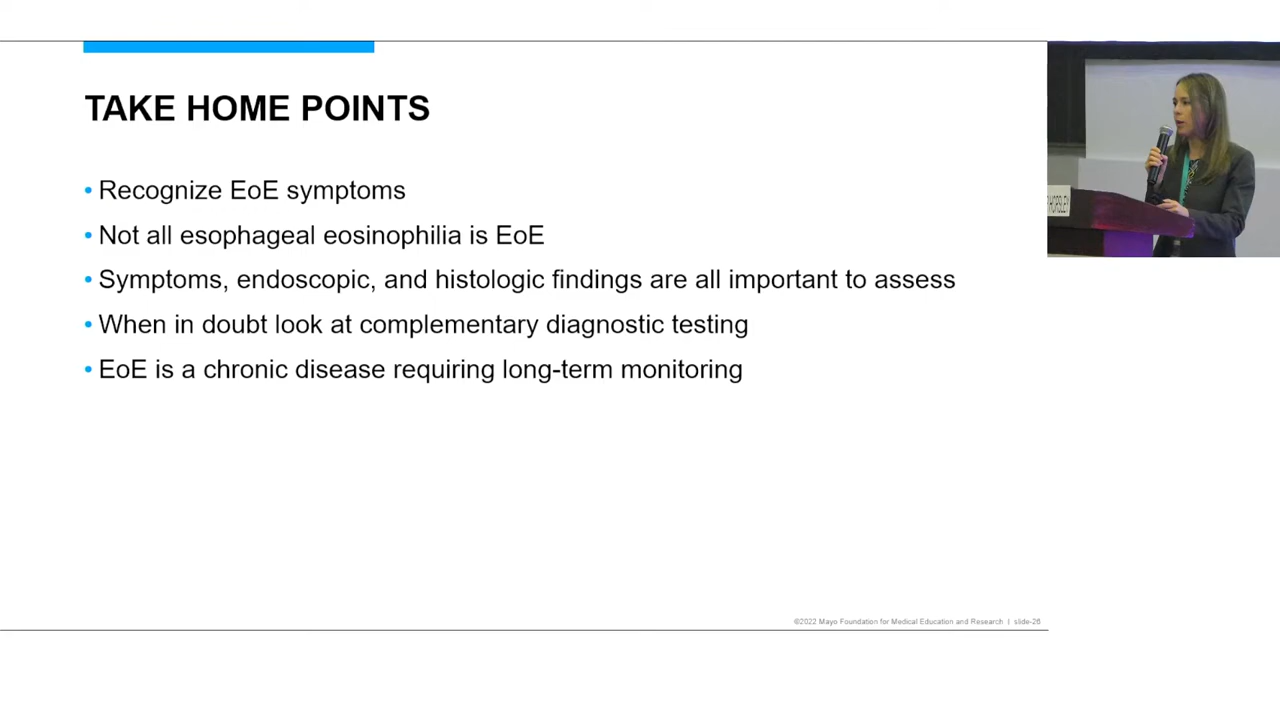 TAKE HOME POINTS
• Recognize EoE symptoms
• Not all esophageal eosinophilia is EoE
• Symptoms, endoscopic, and histologic findings are all important to assess
• When in doubt look at complementary diagnostic testing
• EoE is a chronic disease requiring long-term monitoring
HORSLEY
©2022 Mayo Foundation for Medical Education and Research | slide-26